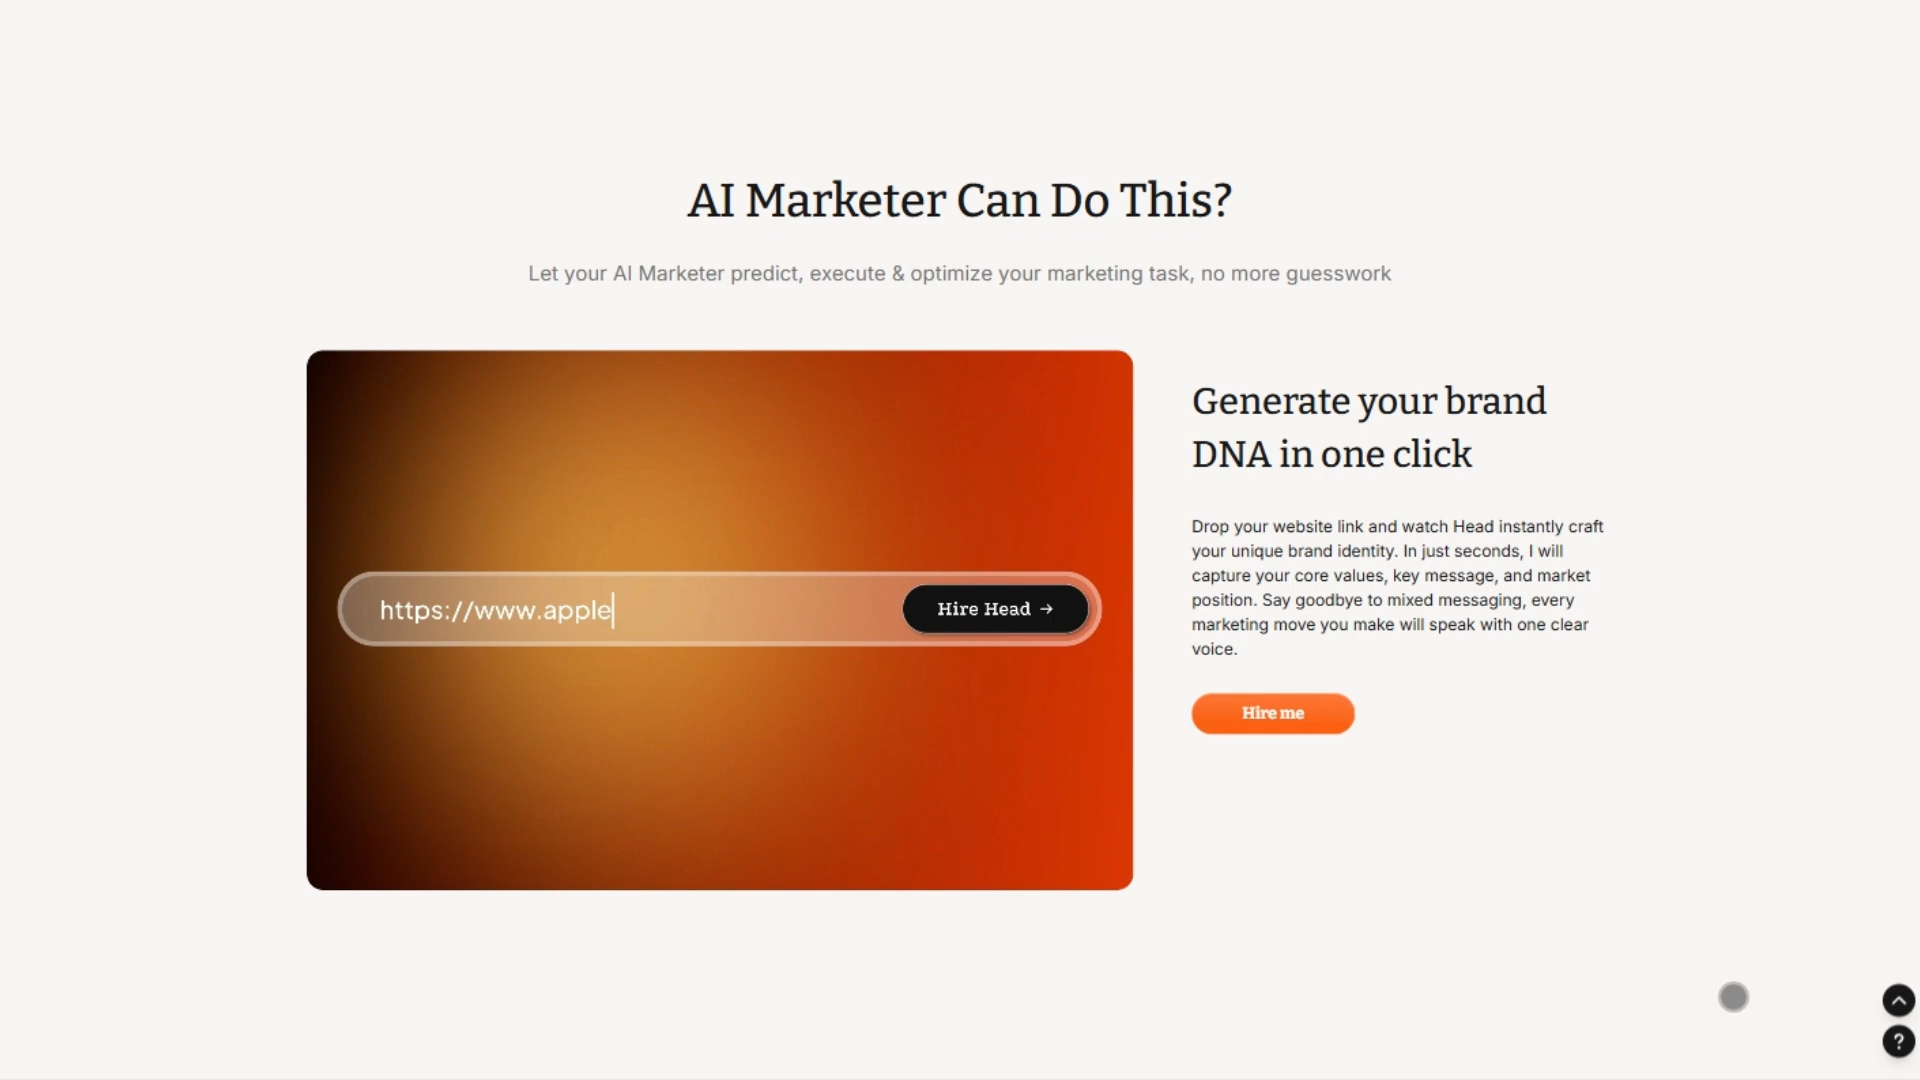 AI Marketer Can Do This?
Let your AI Marketer predict, execute & optimize your marketing task, no more guesswork
https://www.apple
Hire Head →
Generate your brand
DNA in one click
Drop your website link and watch Head instantly craft
your unique brand identity. In just seconds, I will
capture your core values, key message, and market
position. Say goodbye to mixed messaging, every
marketing move you make will speak with one clear
voice.
Hire me
?